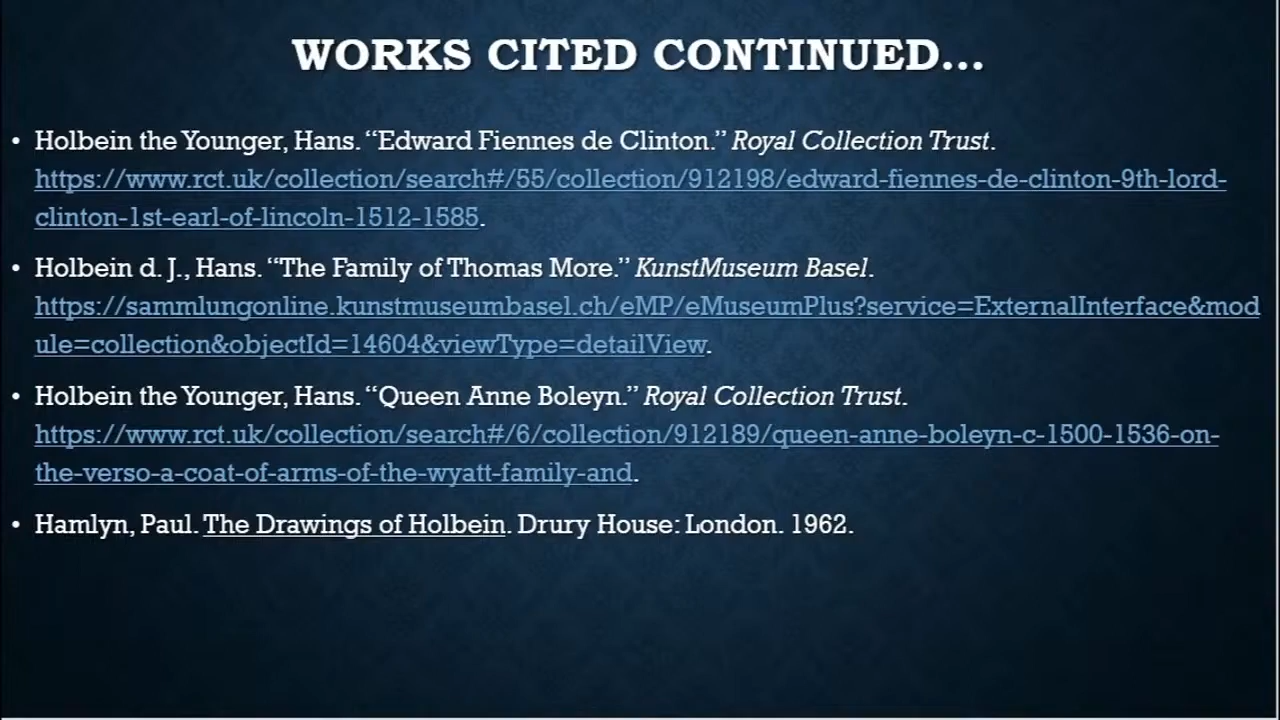 WORKS CITED CONTINUED...
• Holbein the Younger, Hans. “Edward Fiennes de Clinton.” Royal Collection Trust.
https://www.rct.uk/collection/search#/55/collection/912198/edward-fiennes-de-clinton-9th-lord-
clinton-1st-earl-of-lincoln-1512-1585.
• Holbein d. J., Hans. “The Family of Thomas More.” KunstMuseum Basel.
https://sammlungonline.kunstmuseumbasel.ch/eMP/eMuseumPlus?service=ExternalInterface&mod
ule=collection&objectId=14604&viewType=detailView.
• Holbein the Younger, Hans. “Queen Anne Boleyn.” Royal Collection Trust.
https://www.rct.uk/collection/search#/6/collection/912189/queen-anne-boleyn-c-1500-1536-on-
the-verso-a-coat-of-arms-of-the-wyatt-family-and.
• Hamlyn, Paul. The Drawings of Holbein. Drury House: London. 1962.